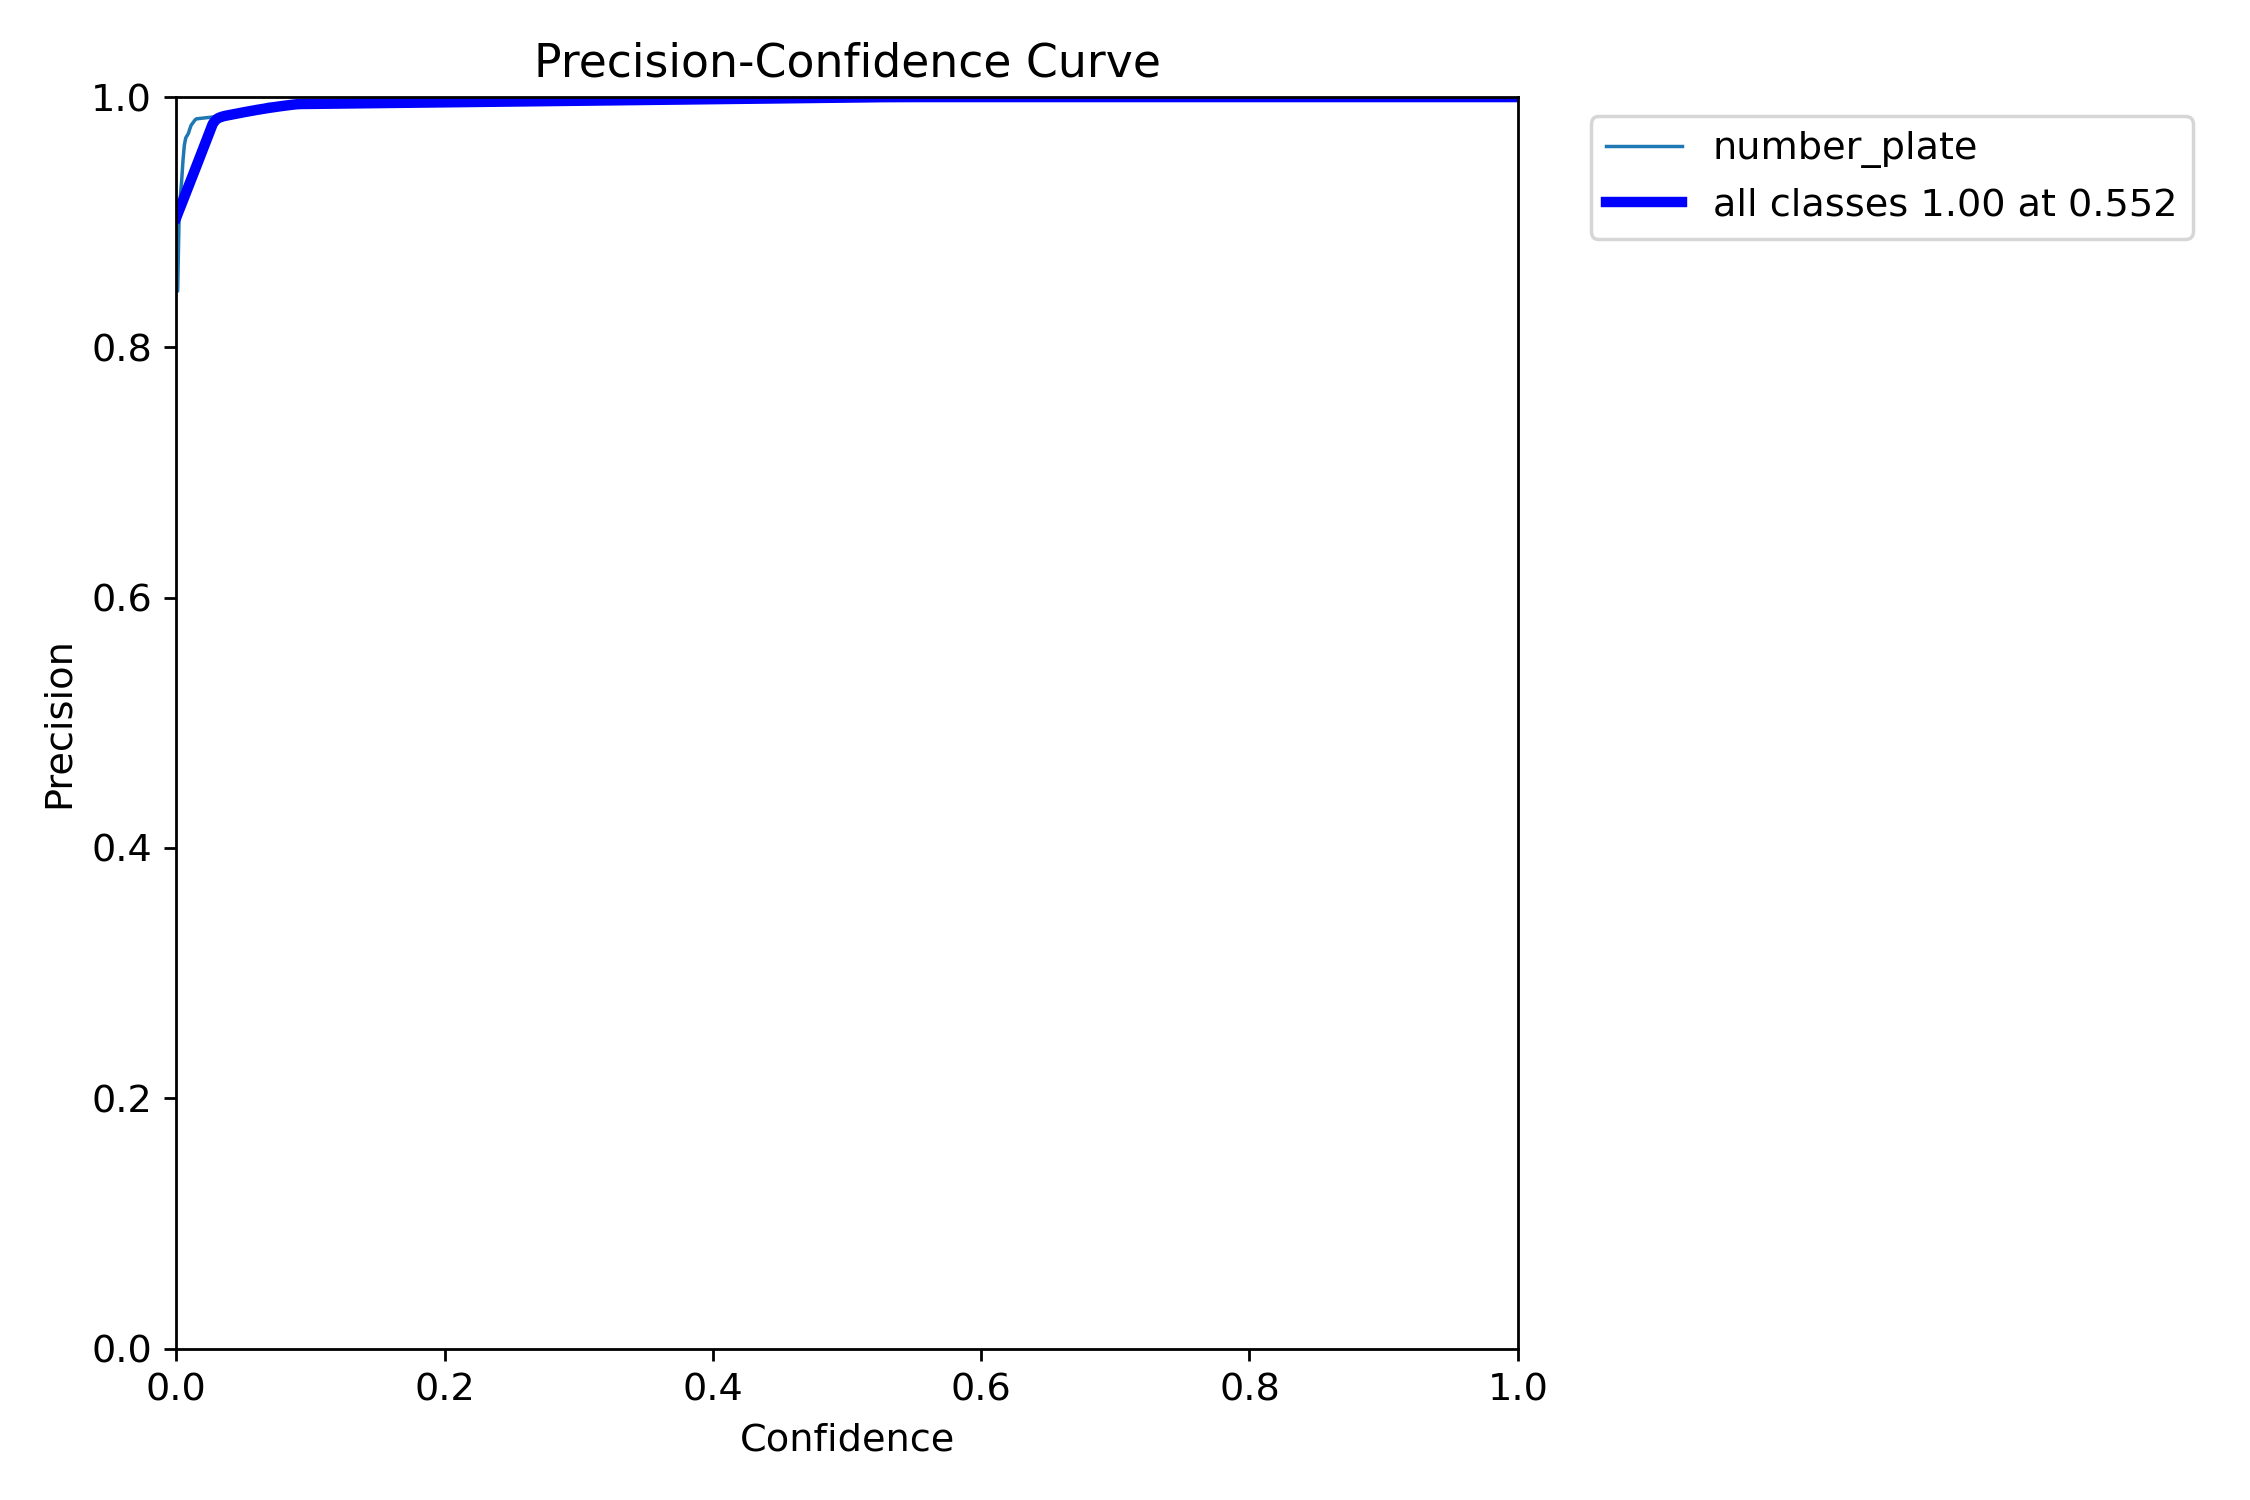 Precision-Confidence Curve
1.0
0.8
0.6
0.4
0.2
0.0
Precision
0.0 0.2 0.4 0.6 0.8 1.0
Confidence
number_plate
all classes 1.00 at 0.552